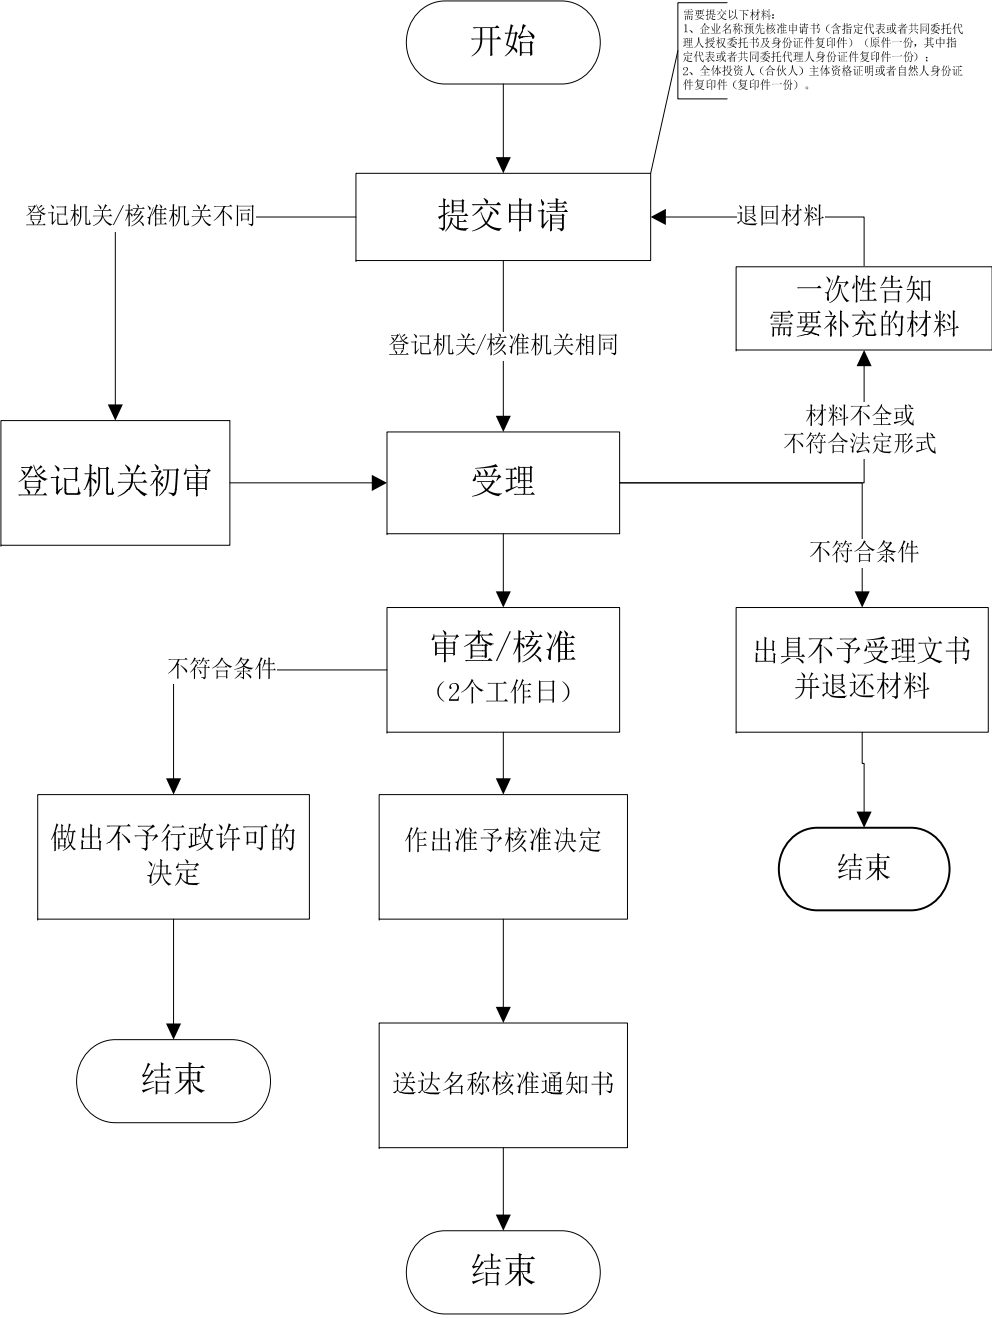 开始
需要提交以下材料：
1、企业名称预先核准申请书（含指定代表或者共同委托代
理人授权委托书及身份证件复印件）（原件一份，其中指
定代表或者共同委托代理人身份证件复印件一份）；
2、全体投资人（合伙人）主体资格证明或者自然人身份证
件复印件（复印件一份）。
登记机关/核准机关不同
提交申请
退回材料
一次性告知
需要补充的材料
登记机关/核准机关相同
材料不全或
不符合法定形式
登记机关初审
受理
不符合条件
审查/核准
（2个工作日）
不符合条件
出具不予受理文书
并退还材料
做出不予行政许可的
决定
作出准予核准决定
结束
结束
送达名称核准通知书
结束